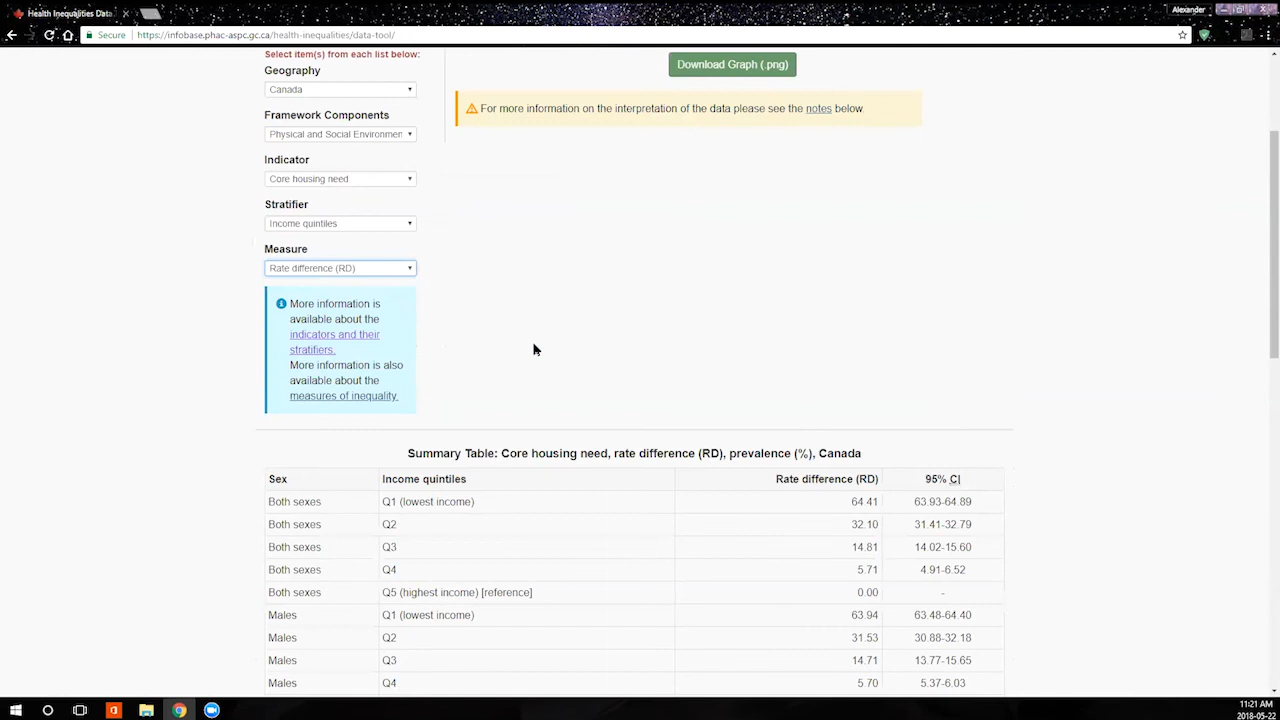 Health Inequalities Data
Alexander
Secure
https://infobase.phac-aspc.gc.ca/health-inequalities/data-tool/
Select item(s) from each list below:
Geography
Canada
Framework Components
Physical and Social Environmen
Indicator
Core housing need
Stratifier
Income quintiles
Measure
Rate difference (RD)
More information is
available about the
indicators and their
stratifiers.
More information is also
available about the
measures of inequality.
Download Graph (.png)
For more information on the interpretation of the data please see the notes below.
Summary Table: Core housing need, rate difference (RD), prevalence (%), Canada
Sex Income quintiles Rate difference (RD) 95% CI
Both sexes Q1 (lowest income) 64.41 63.93-64.89
Both sexes Q2 32.10 31.41-32.79
Both sexes Q3 14.81 14.02-15.60
Both sexes Q4 5.71 4.91-6.52
Both sexes Q5 (highest income) [reference] 0.00 -
Males Q1 (lowest income) 63.94 63.48-64.40
Males Q2 31.53 30.88-32.18
Males Q3 14.71 13.77-15.65
Males Q4 5.70 5.37-6.03
11:21 AM
2018-05-22